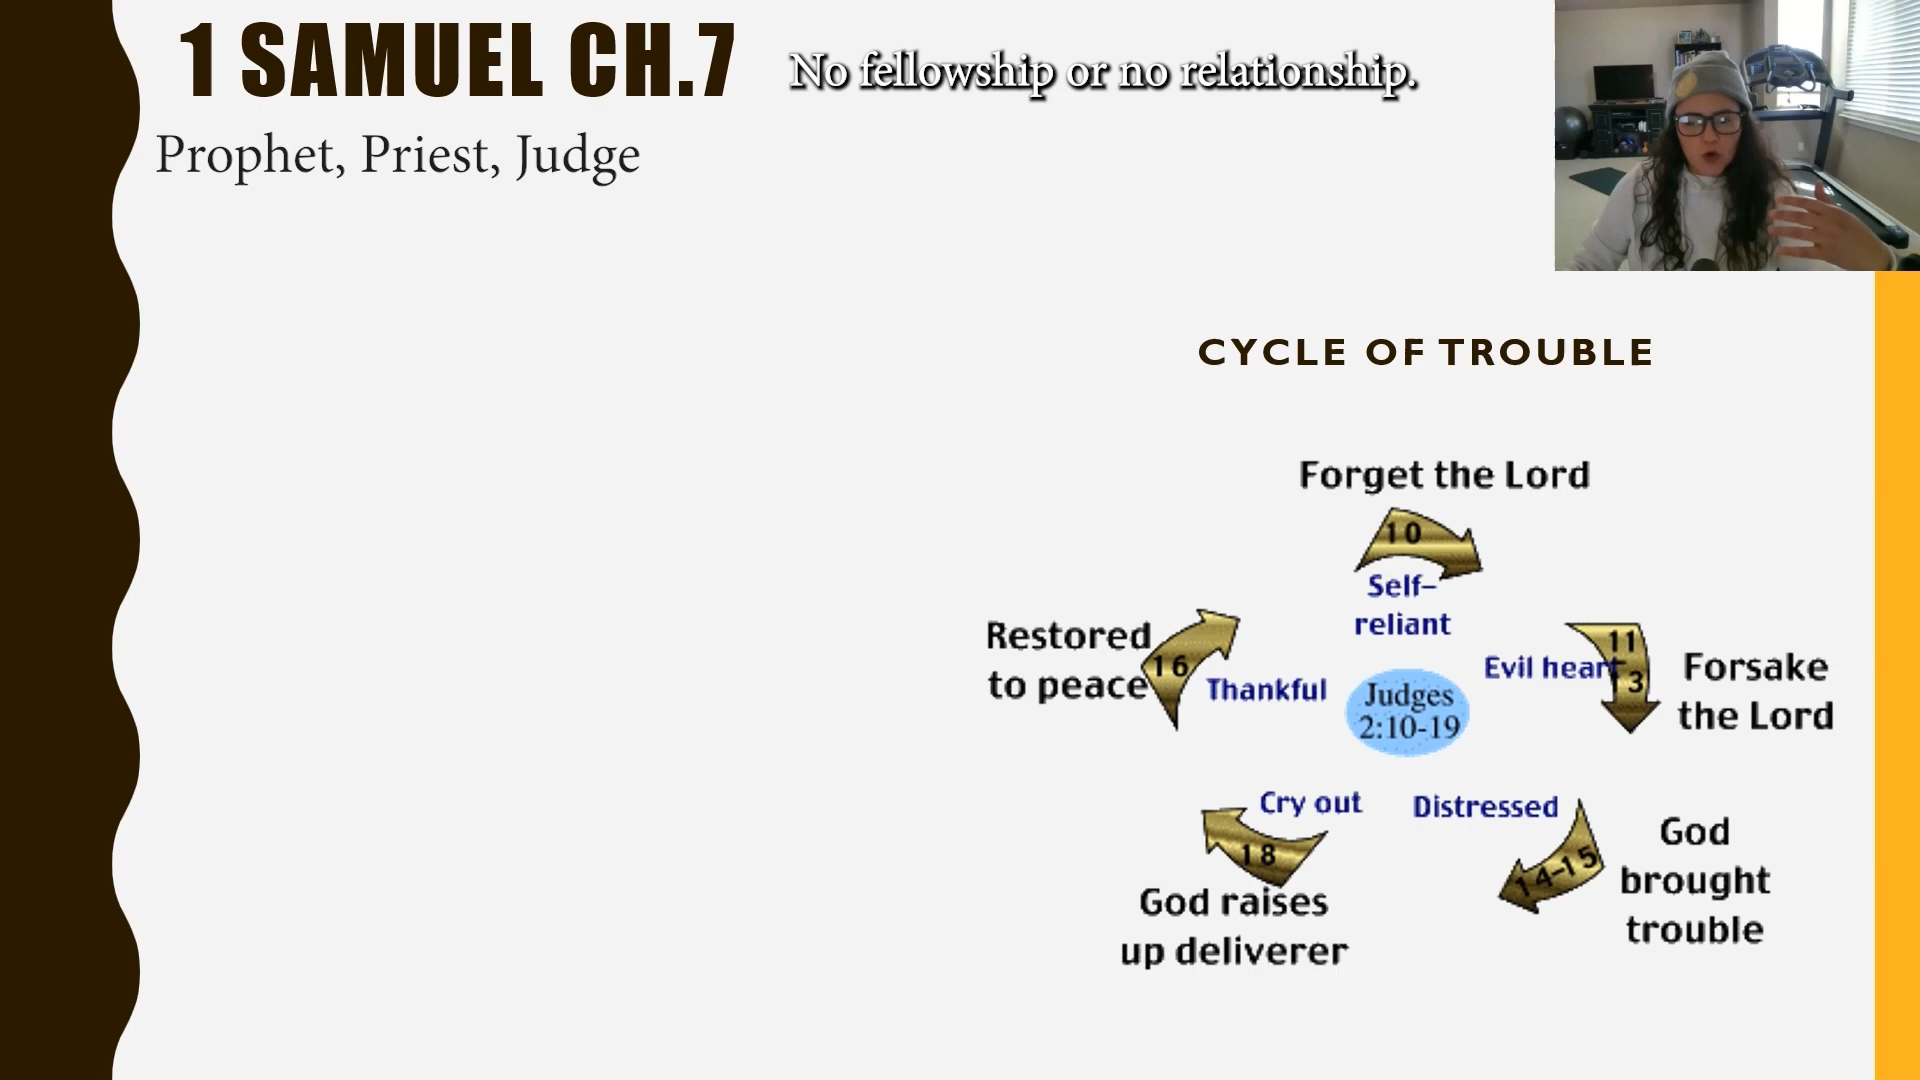 1 SAMUEL CH.7
No fellowship or no relationship.
Prophet, Priest, Judge
CYCLE OF TROUBLE
Forget the Lord
10
Self-
reliant
Restored
to peace
16
Thankful
Judges
2:10-19
Evil heart
11
13
Forsake
the Lord
Cry out
18
God raises
up deliverer
Distressed
14-15
God
brought
trouble